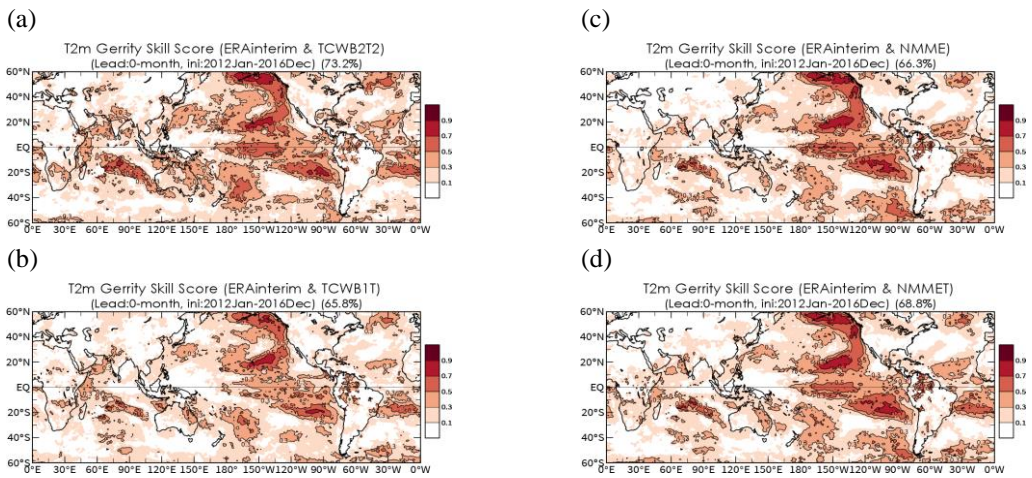 (a)
T2m Gerrity Skill Score (ERAinterim & TCWB2T2)
(Lead:0-month, ini:2012Jan-2016Dec) (73.2%)
60°N
40°N
20°N
EQ
20°S
40°S
60°S
0°E 30°E 60°E 90°E 120°E 150°E 180° 150°W 120°W 90°W 60°W 30°W 0°W
0.9
0.7
0.5
0.3
0.1
(c)
T2m Gerrity Skill Score (ERAinterim & NMME)
(Lead:0-month, ini:2012Jan-2016Dec) (66.3%)
60°N
40°N
20°N
EQ
20°S
40°S
60°S
0°E 30°E 60°E 90°E 120°E 150°E 180° 150°W 120°W 90°W 60°W 30°W 0°W
0.9
0.7
0.5
0.3
0.1
(b)
T2m Gerrity Skill Score (ERAinterim & TCWB1T)
(Lead:0-month, ini:2012Jan-2016Dec) (65.8%)
60°N
40°N
20°N
EQ
20°S
40°S
60°S
0°E 30°E 60°E 90°E 120°E 150°E 180° 150°W 120°W 90°W 60°W 30°W 0°W
0.9
0.7
0.5
0.3
0.1
(d)
T2m Gerrity Skill Score (ERAinterim & NMMET)
(Lead:0-month, ini:2012Jan-2016Dec) (68.8%)
60°N
40°N
20°N
EQ
20°S
40°S
60°S
0°E 30°E 60°E 90°E 120°E 150°E 180° 150°W 120°W 90°W 60°W 30°W 0°W
0.9
0.7
0.5
0.3
0.1